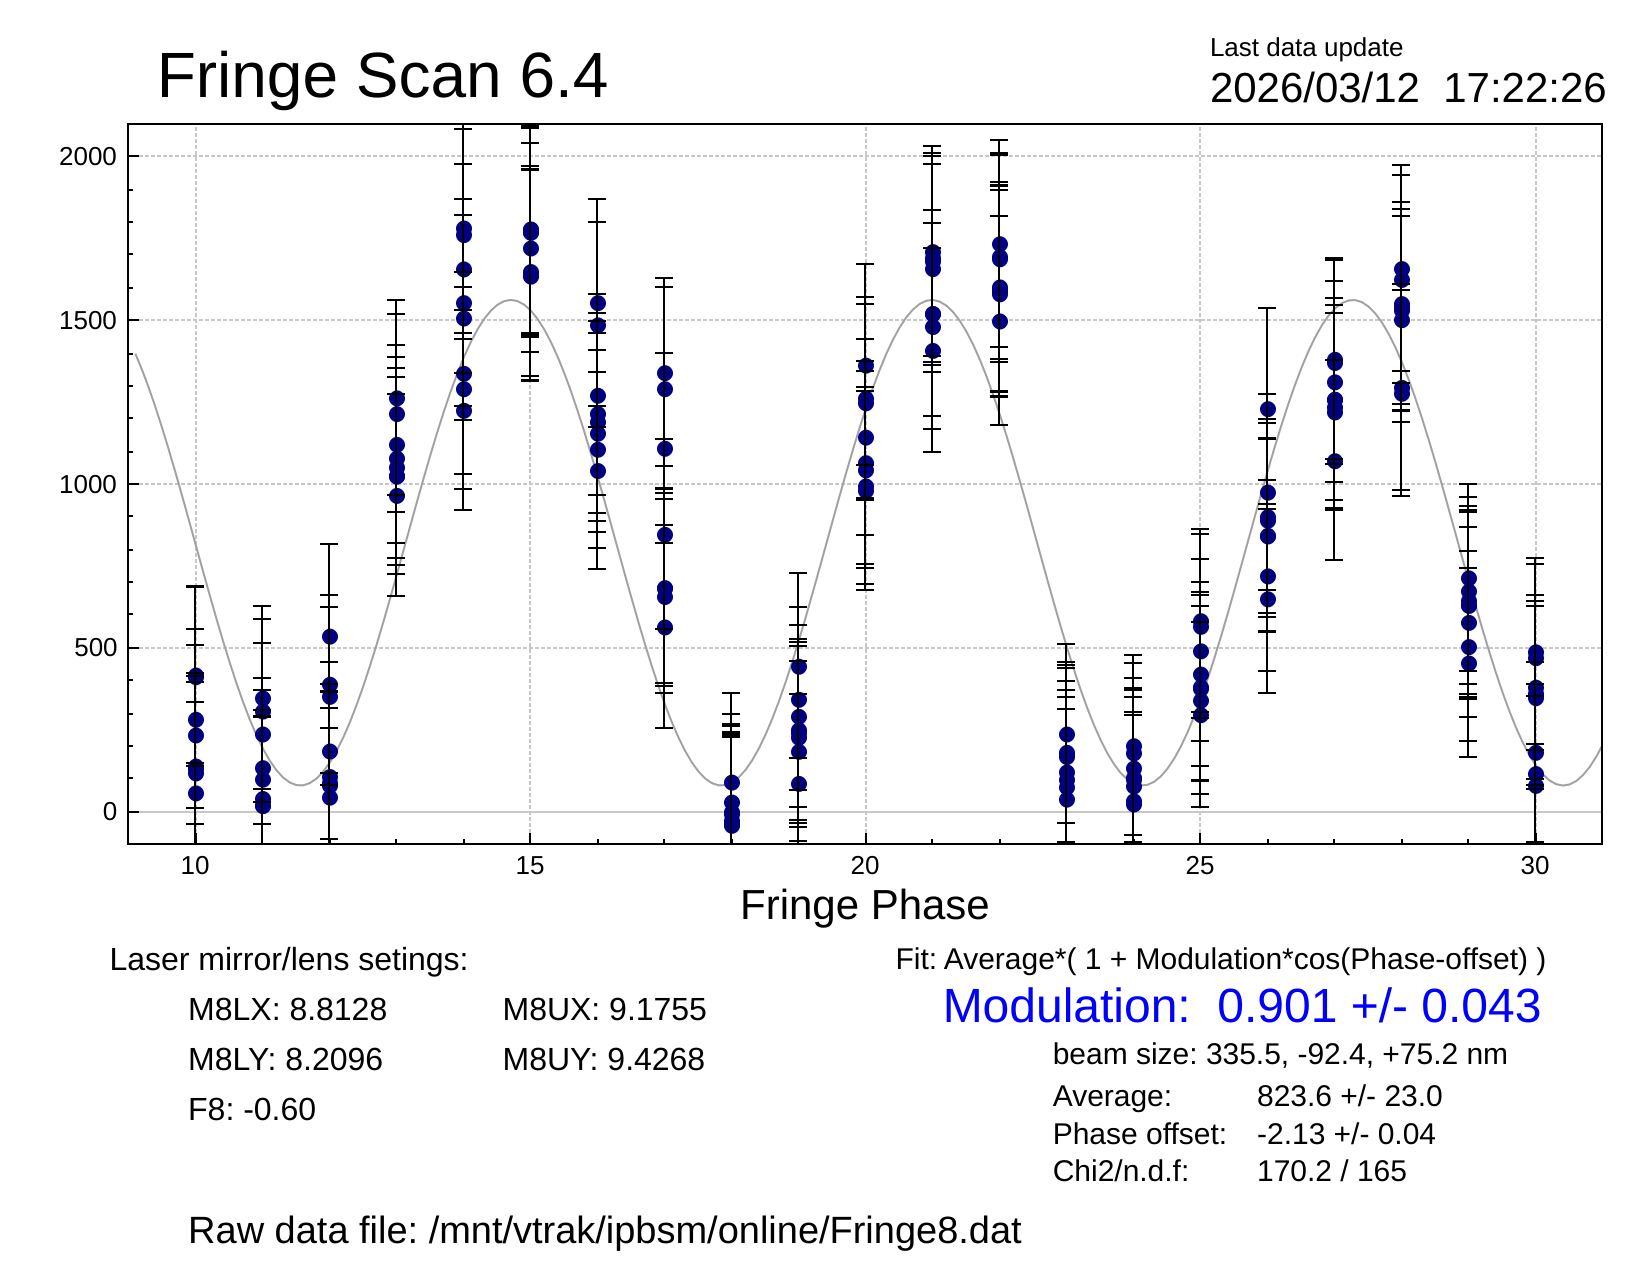 Fringe Scan 6.4
Last data update
2026/03/12 17:22:26
2000
1500
1000
500
0
10 15 20 25 30
Fringe Phase
Laser mirror/lens setings:
M8LX: 8.8128 M8UX: 9.1755
M8LY: 8.2096 M8UY: 9.4268
F8: -0.60
Fit: Average*( 1 + Modulation*cos(Phase-offset) )
Modulation: 0.901 +/- 0.043
beam size: 335.5, -92.4, +75.2 nm
Average: 823.6 +/- 23.0
Phase offset: -2.13 +/- 0.04
Chi2/n.d.f: 170.2 / 165
Raw data file: /mnt/vtrak/ipbsm/online/Fringe8.dat